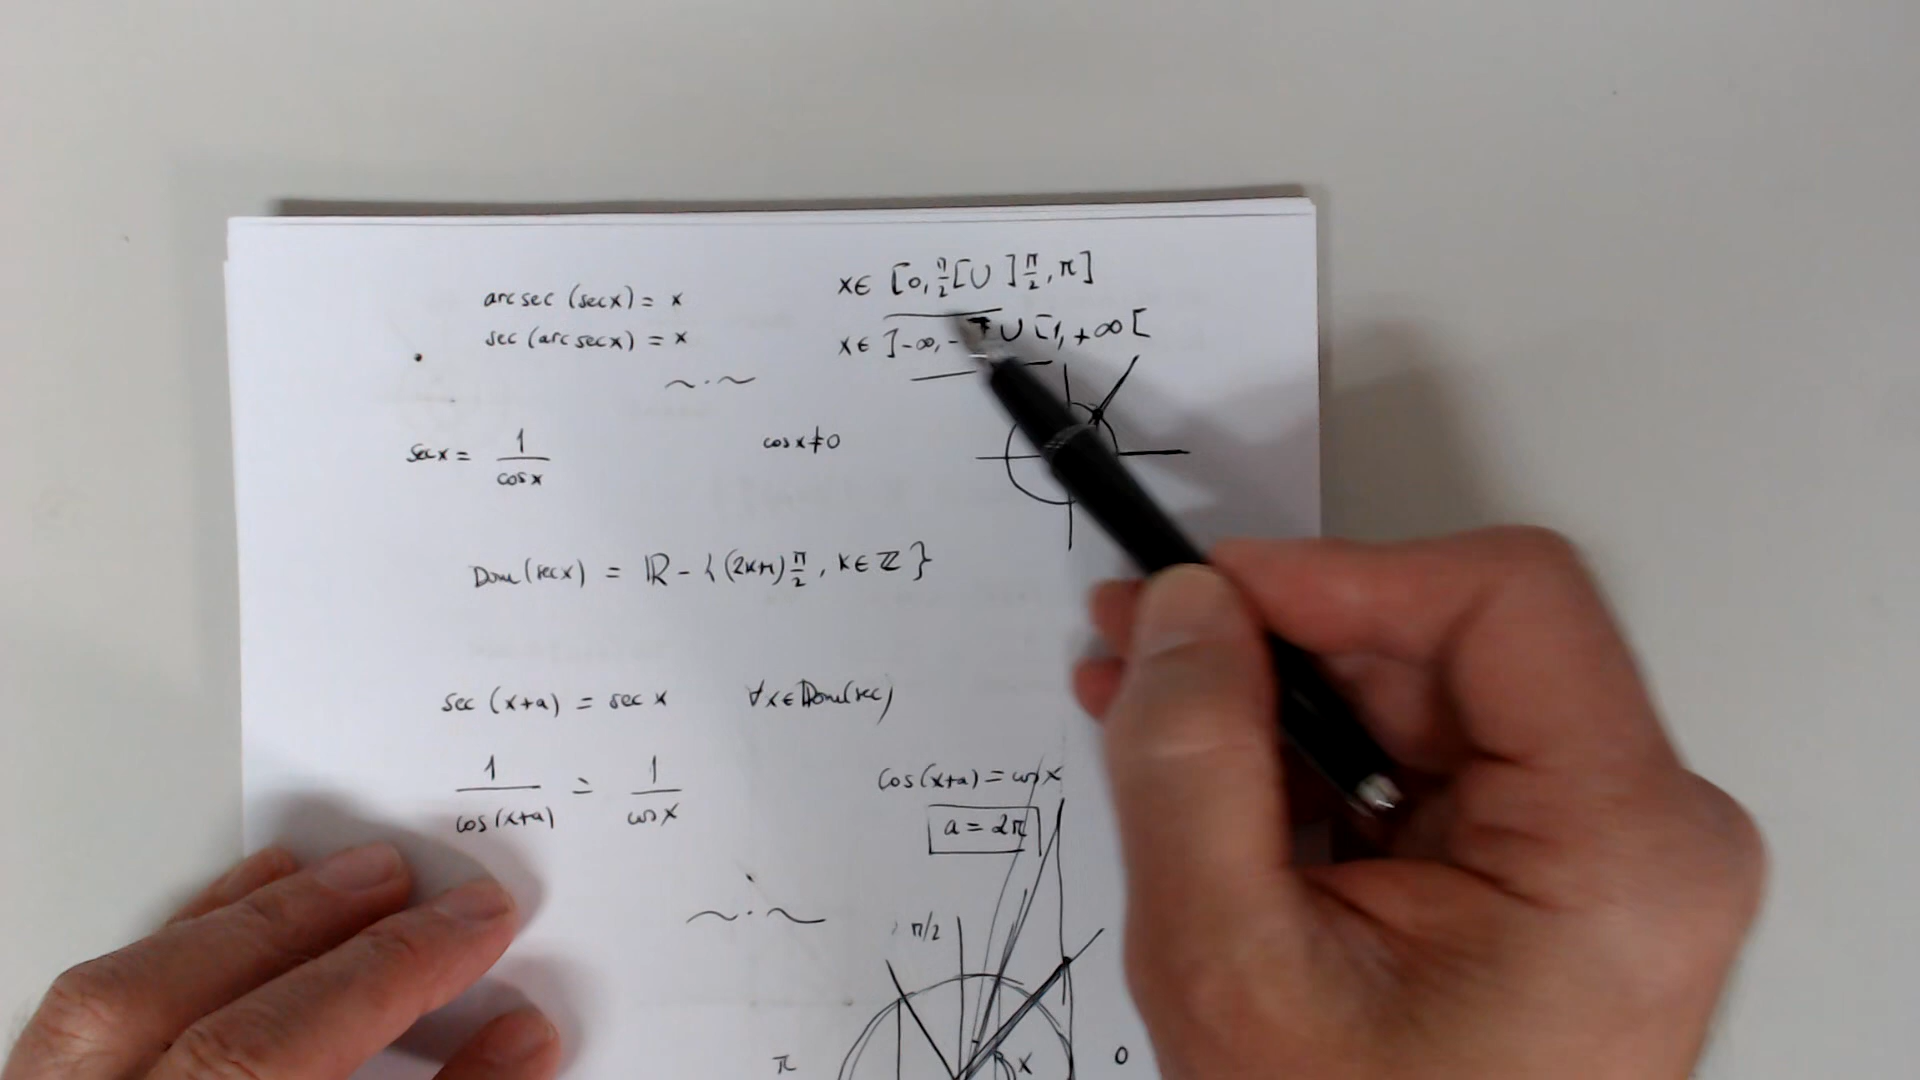 arcsec (secx) = x x∈ [0, π/2[ ∪ ]π/2, π]
sec (arcsecx) = x x∈ ]-∞, - ∪ [1, +∞[
secx = 1/cosx cosx≠0
Dom(secx) = ℝ - {(2k+1) π/2, k∈ℤ}
sec (x+a) = sec x ∀x∈Dom(sec)
1/cos(x+a) = 1/cosx cos(x+a) = cosx
a = 2π
π/2
π x 0